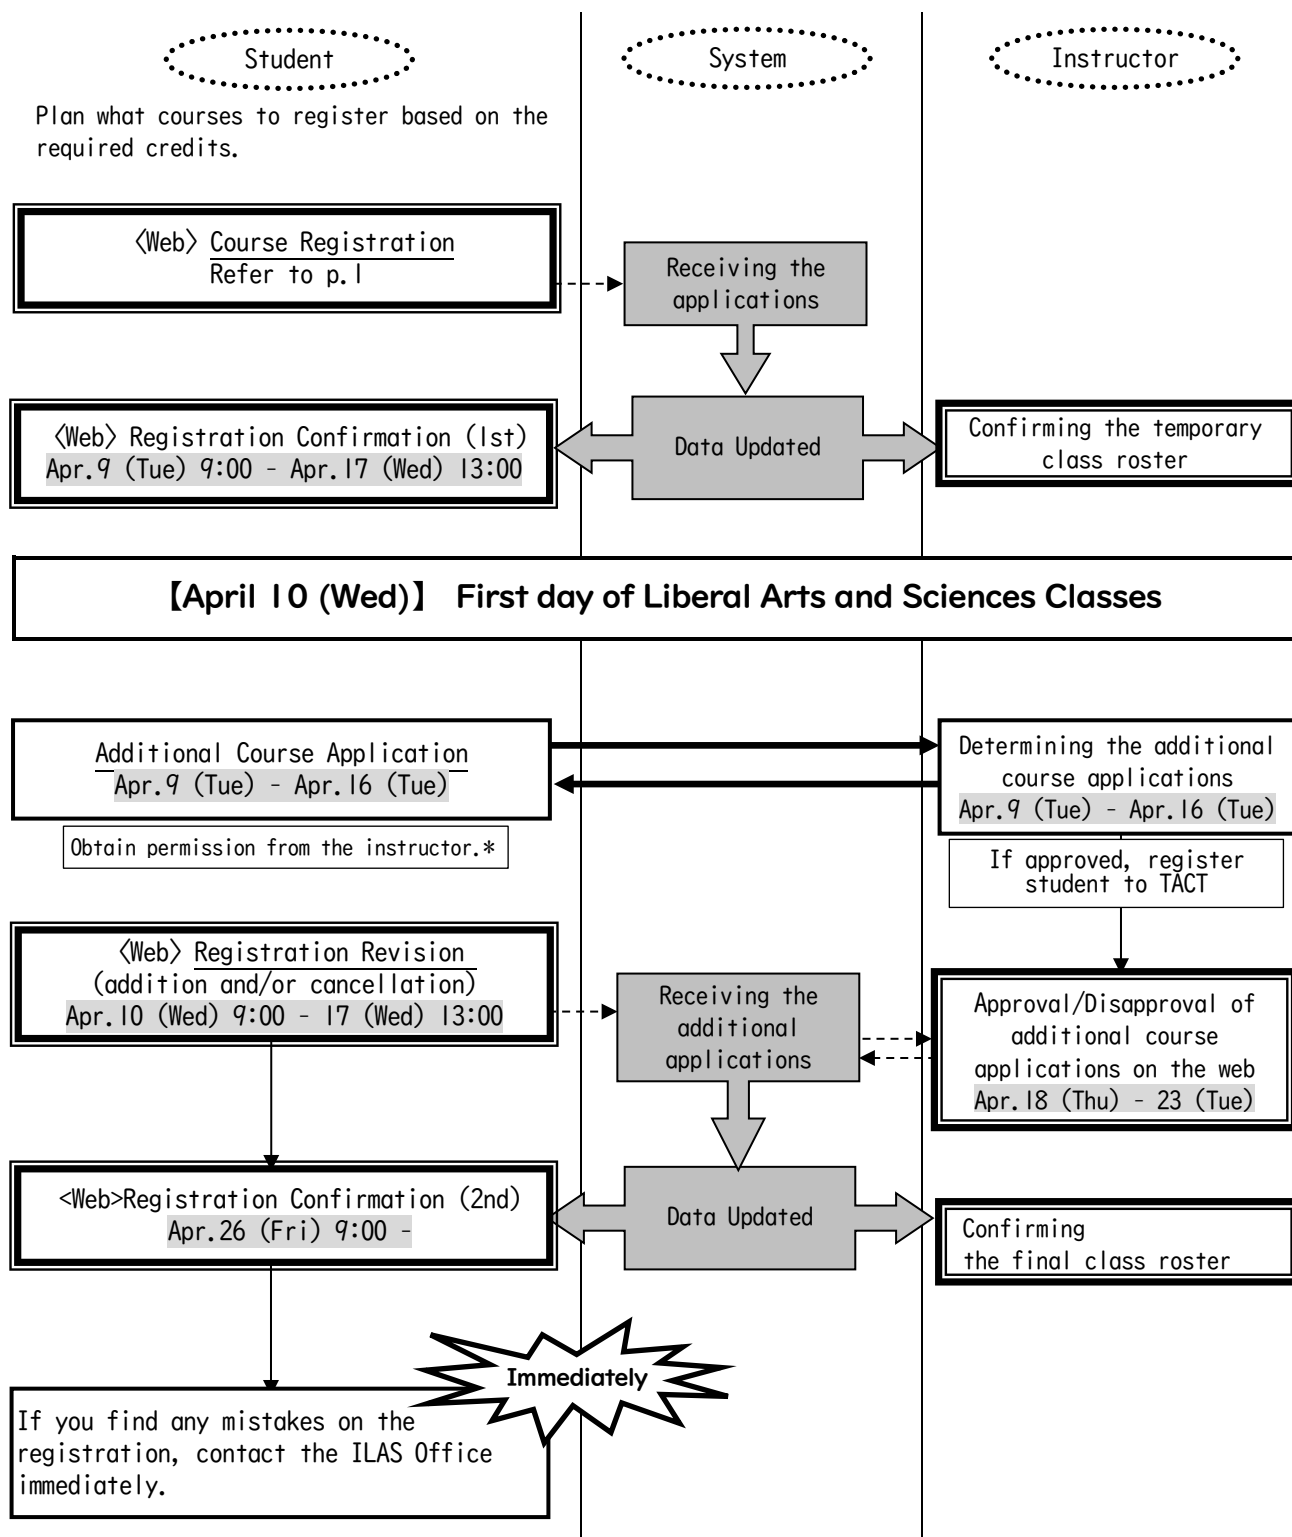 Student
System
Instructor
Plan what courses to register based on the
required credits.
〈Web〉 Course Registration
Refer to p.1
Receiving the
applications
〈Web〉 Registration Confirmation (1st)
Apr.9 (Tue) 9:00 – Apr.17 (Wed) 13:00
Data Updated
Confirming the temporary
class roster
【April 10 (Wed)】 First day of Liberal Arts and Sciences Classes
Additional Course Application
Apr.9 (Tue) – Apr.16 (Tue)
Obtain permission from the instructor.*
Determining the additional
course applications
Apr.9 (Tue) – Apr.16 (Tue)
If approved, register
student to TACT
〈Web〉 Registration Revision
(addition and/or cancellation)
Apr.10 (Wed) 9:00 – 17 (Wed) 13:00
Receiving the
additional
applications
Approval/Disapproval of
additional course
applications on the web
Apr.18 (Thu) – 23 (Tue)
<Web>Registration Confirmation (2nd)
Apr.26 (Fri) 9:00 –
Data Updated
Confirming
the final class roster
Immediately
If you find any mistakes on the
registration, contact the ILAS Office
immediately.